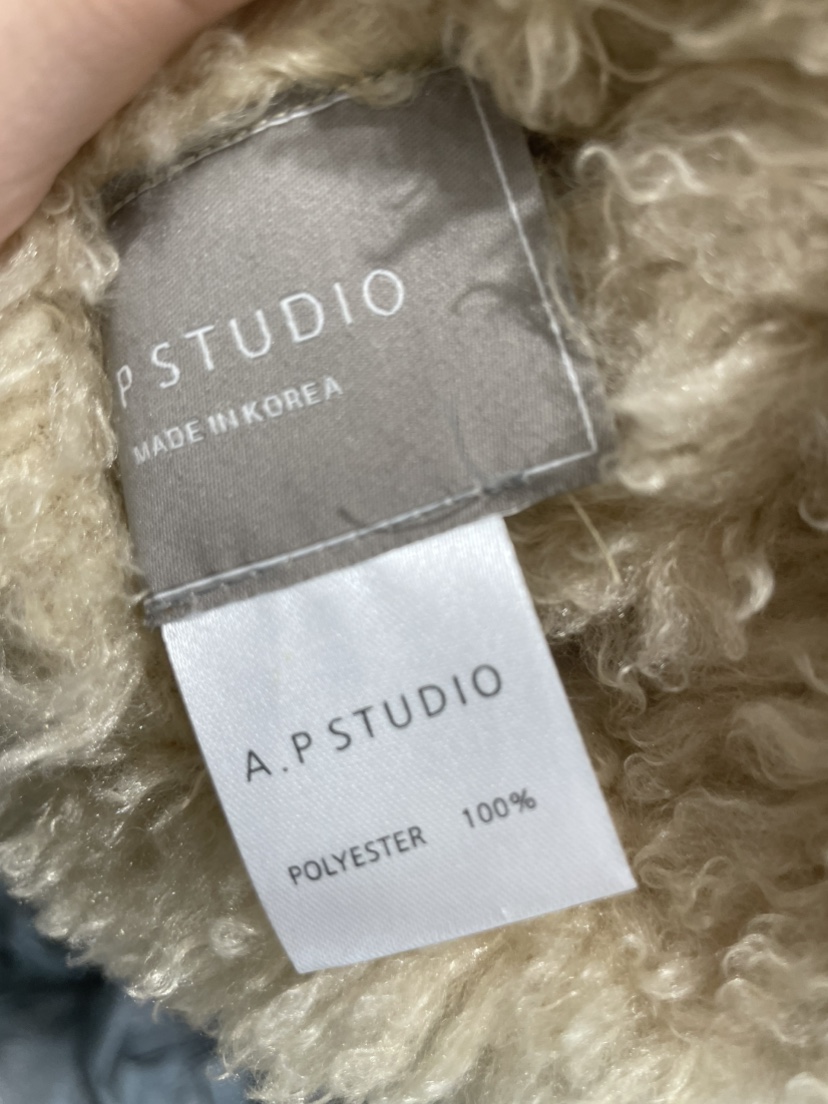 P STUDIO
MADE IN KOREA
A.P STUDIO
POLYESTER 100%